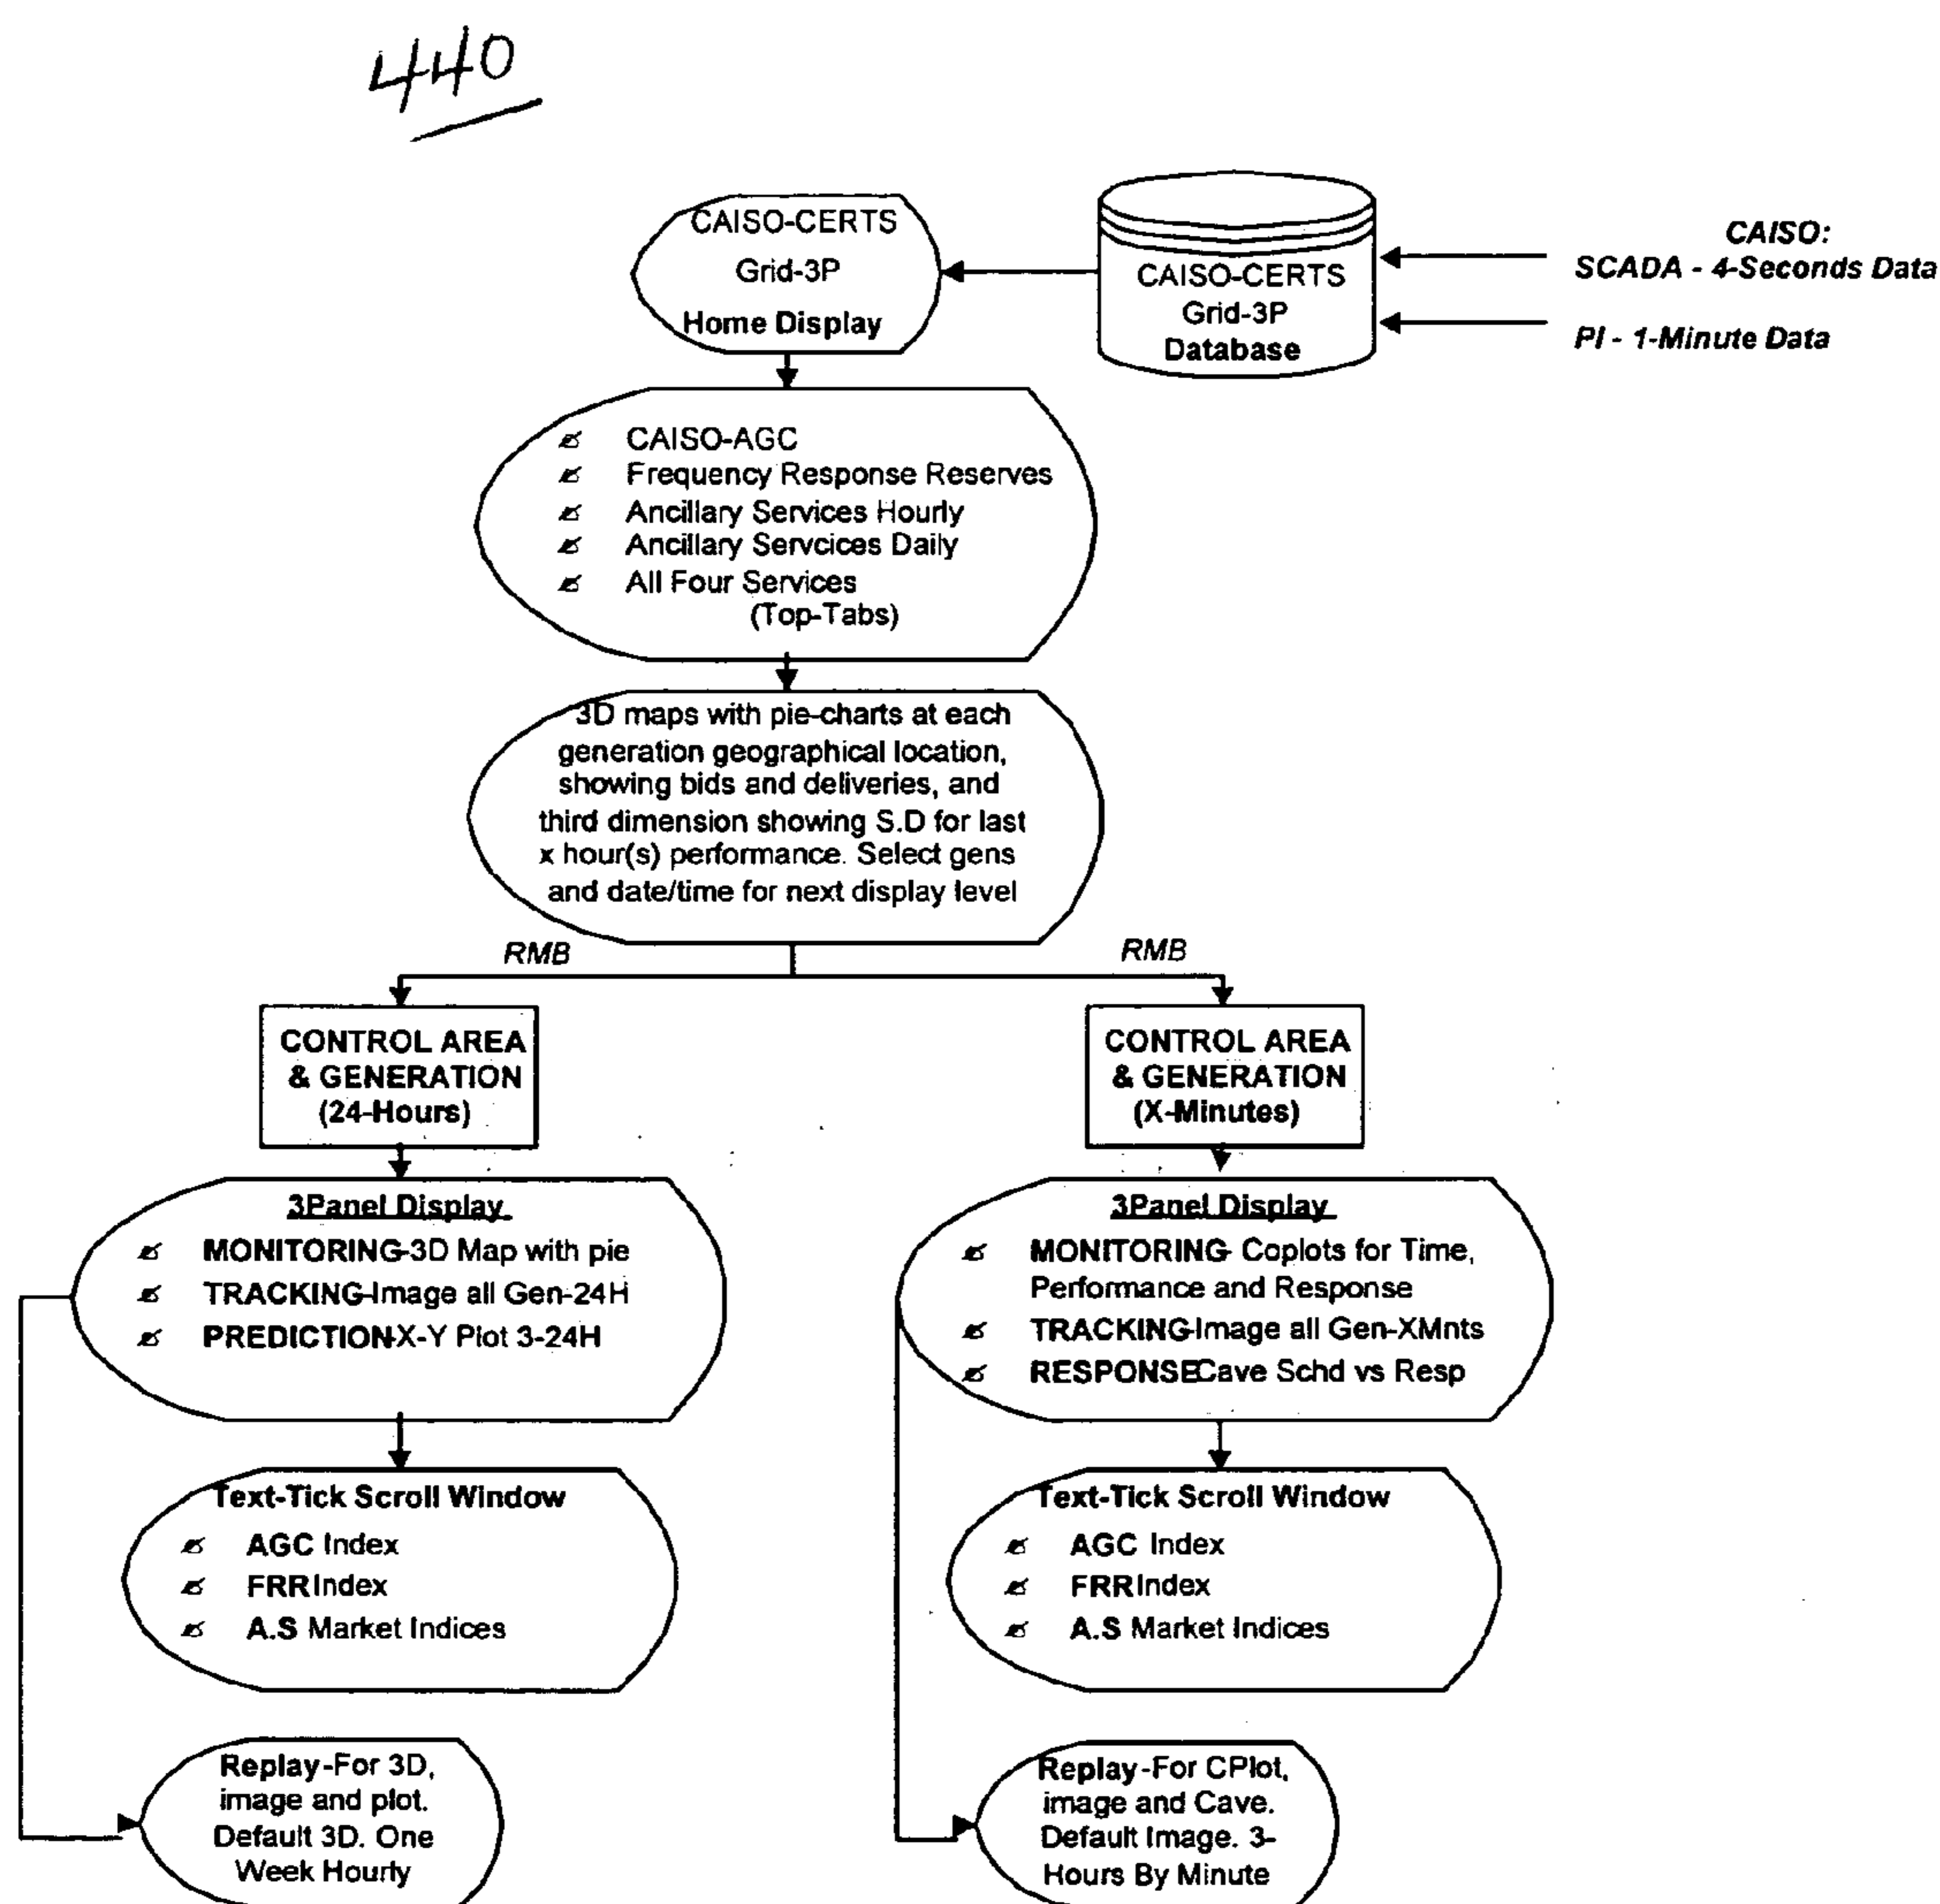 440
CAISO-CERTS
Grid-3P
Home Display
CAISO-CERTS
Grid-3P
Database
CAISO:
SCADA - 4-Seconds Data
PI - 1-Minute Data
CAISO-AGC
Frequency Response Reserves
Ancillary Services Hourly
Ancillary Servcices Daily
All Four Services
(Top-Tabs)
3D maps with pie-charts at each
generation geographical location,
showing bids and deliveries, and
third dimension showing S.D for last
x hour(s) performance. Select gens
and date/time for next display level
RMB
RMB
CONTROL AREA
& GENERATION
(24-Hours)
CONTROL AREA
& GENERATION
(X-Minutes)
3Panel Display
MONITORING-3D Map with pie
TRACKING-Image all Gen-24H
PREDICTION-X-Y Plot 3-24H
3Panel Display
MONITORING- Coplots for Time,
Performance and Response
TRACKING-Image all Gen-XMnts
RESPONSE-Cave Schd vs Resp
Text-Tick Scroll Window
AGC Index
FRR Index
A.S Market Indices
Text-Tick Scroll Window
AGC Index
FRR Index
A.S Market Indices
Replay-For 3D,
image and plot.
Default 3D. One
Week Hourly
Replay-For CPlot,
image and Cave.
Default Image. 3-
Hours By Minute